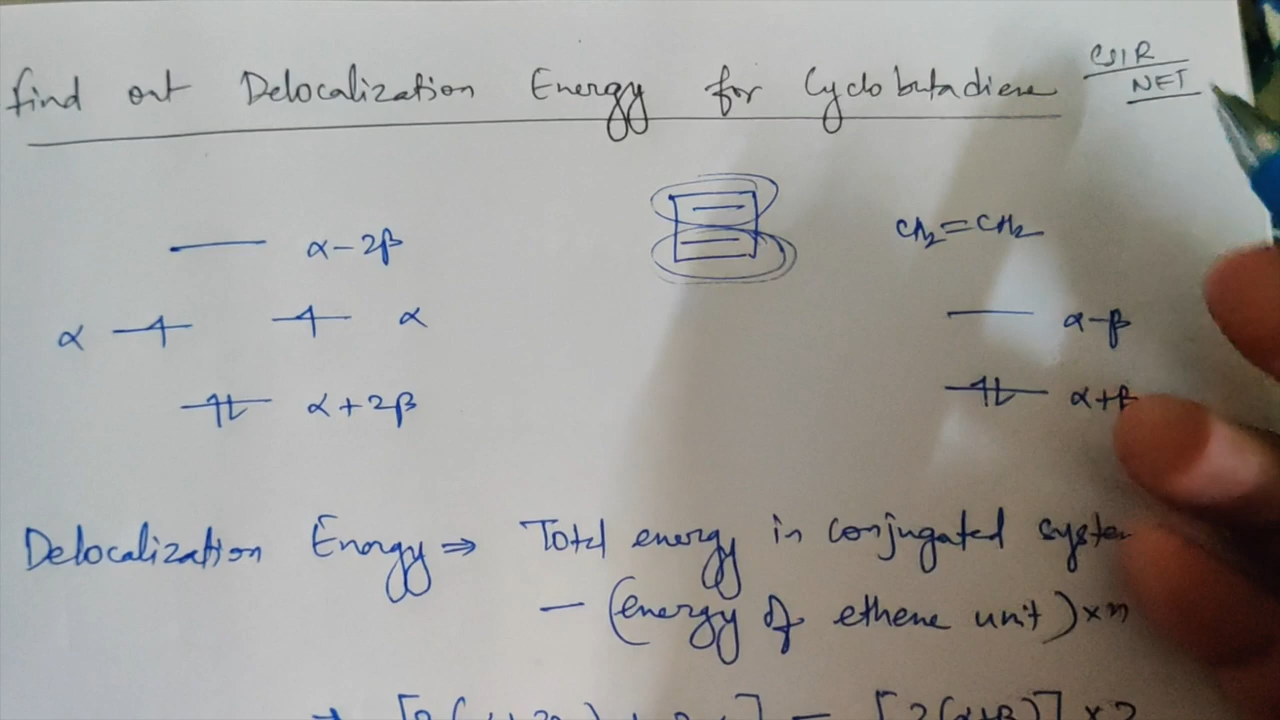 find out Delocalization Energy for Cyclobutadiene
CSIR
NET
CH2=CH2
α-2β
α α
α-β
α+2β
α+β
Delocalization Energy ⇒ Total energy in conjugated system
- (energy of ethene unit) × n